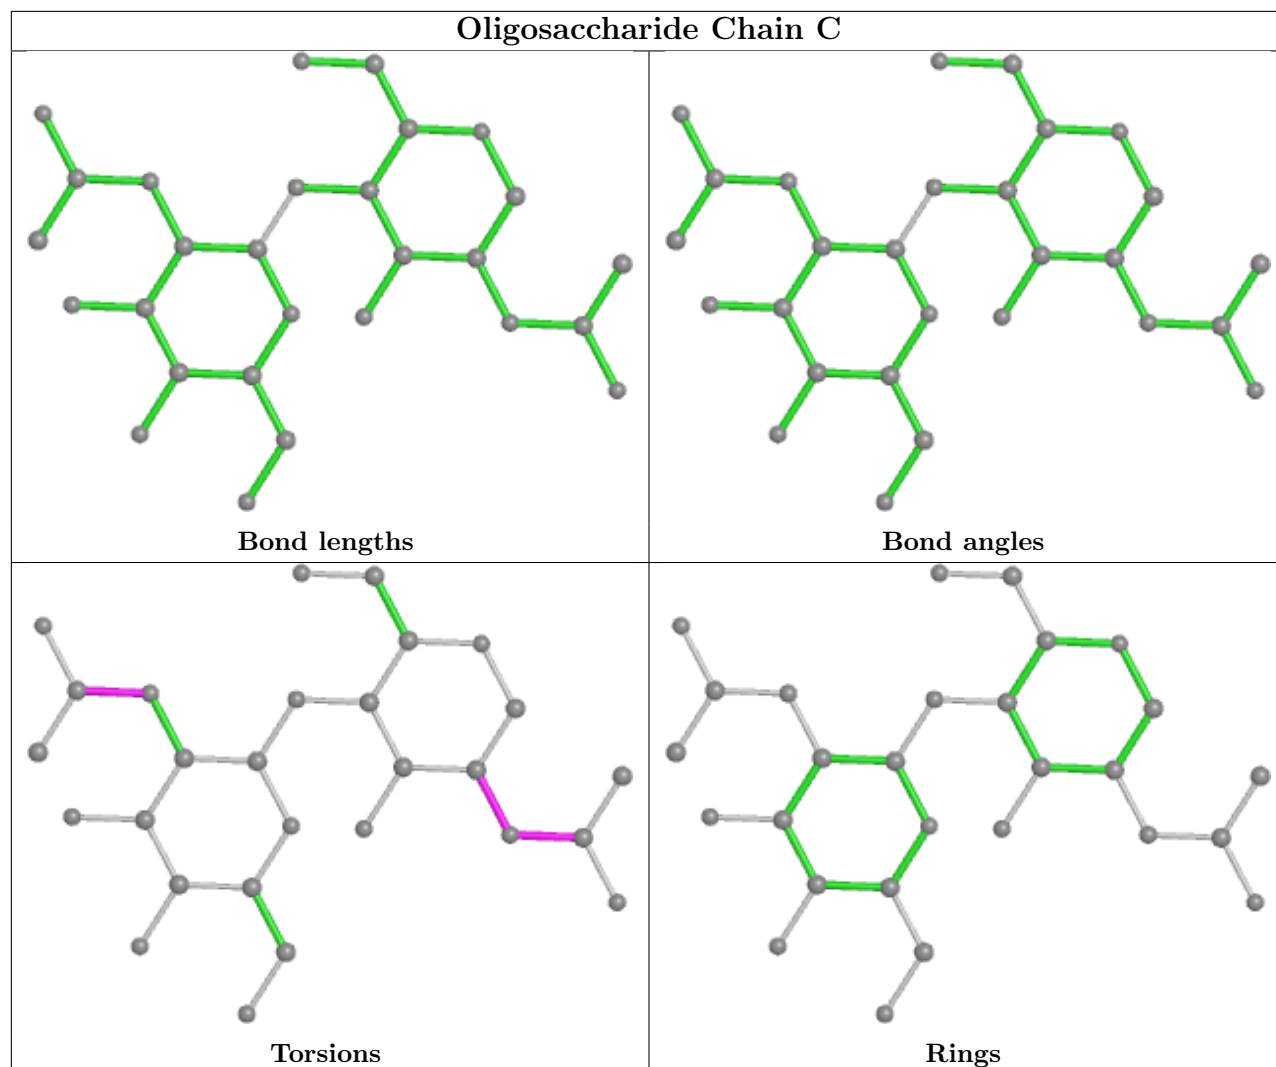 Oligosaccharide Chain C
Bond lengths
Bond angles
Torsions
Rings